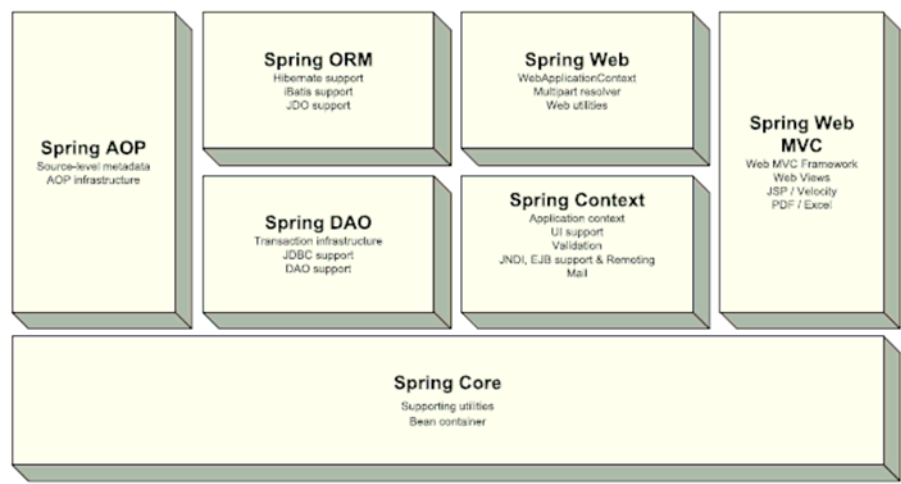 Spring AOP
Source-level metadata
AOP infrastructure
Spring ORM
Hibernate support
iBatis support
JDO support
Spring Web
WebApplicationContext
Multipart resolver
Web utilities
Spring Web
MVC
Web MVC Framework
Web Views
JSP / Velocity
PDF / Excel
Spring DAO
Transaction infrastructure
JDBC support
DAO support
Spring Context
Application context
UI support
Validation
JNDI, EJB support & Remoting
Mail
Spring Core
Supporting utilities
Bean container